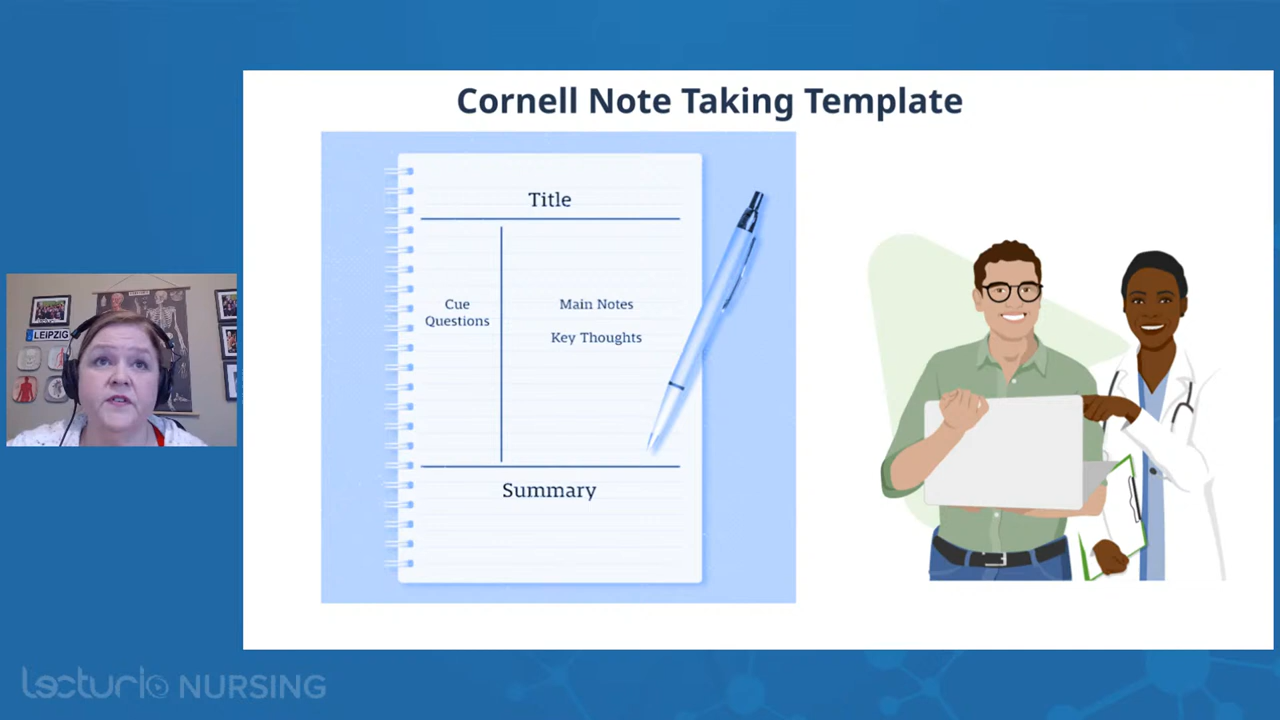 Cornell Note Taking Template
Title
Cue
Questions
Main Notes
Key Thoughts
Summary
LEIPZIG
Lecturio NURSING